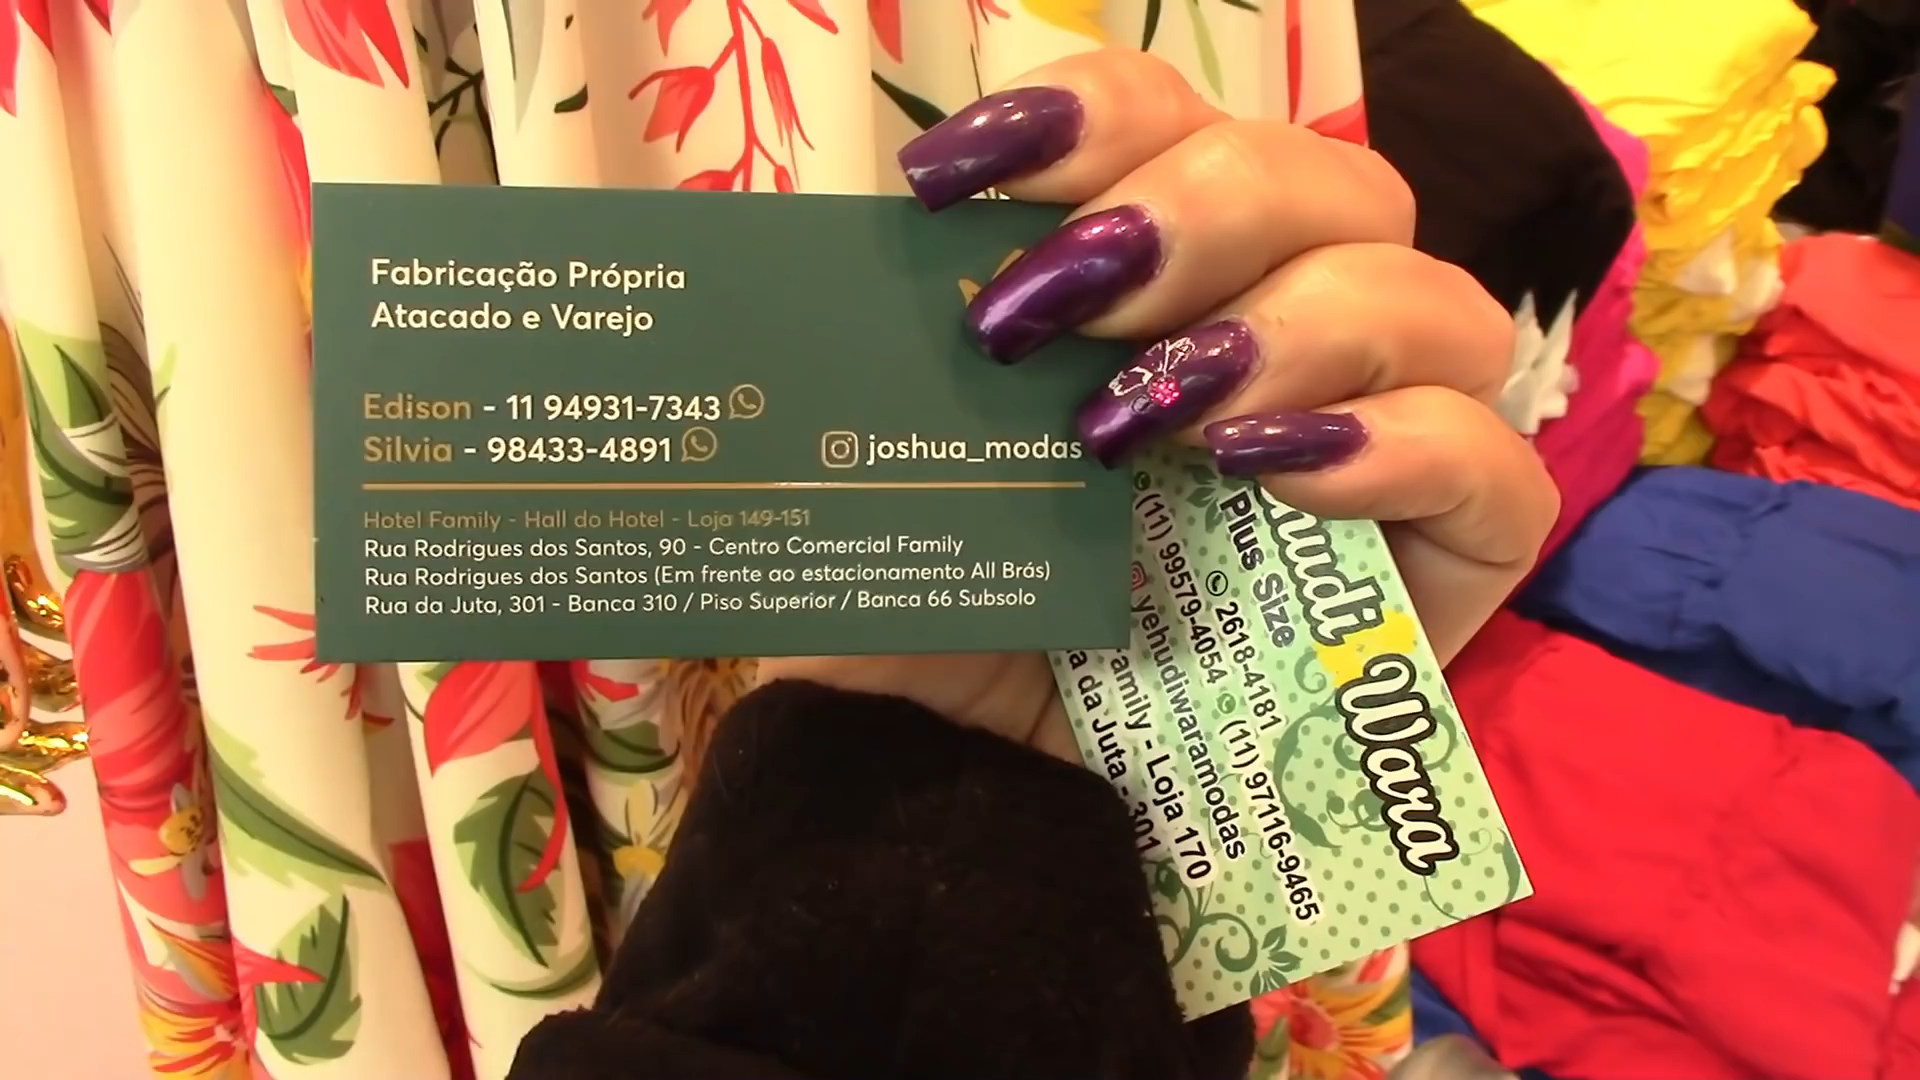 Fabricação Própria
Atacado e Varejo
Edison - 11 94931-7343
Silvia - 98433-4891
joshua_modas
Hotel Family - Hall do Hotel - Loja 149-151
Rua Rodrigues dos Santos, 90 - Centro Comercial Family
Rua Rodrigues dos Santos (Em frente ao estacionamento All Brás)
Rua da Juta, 301 - Banca 310 / Piso Superior / Banca 66 Subsolo
Wara
Plus Size
2618-4181
(11) 99579-4054 (11) 97116-9465
yehudiwaramodas
- Loja 170
da Juta - 301